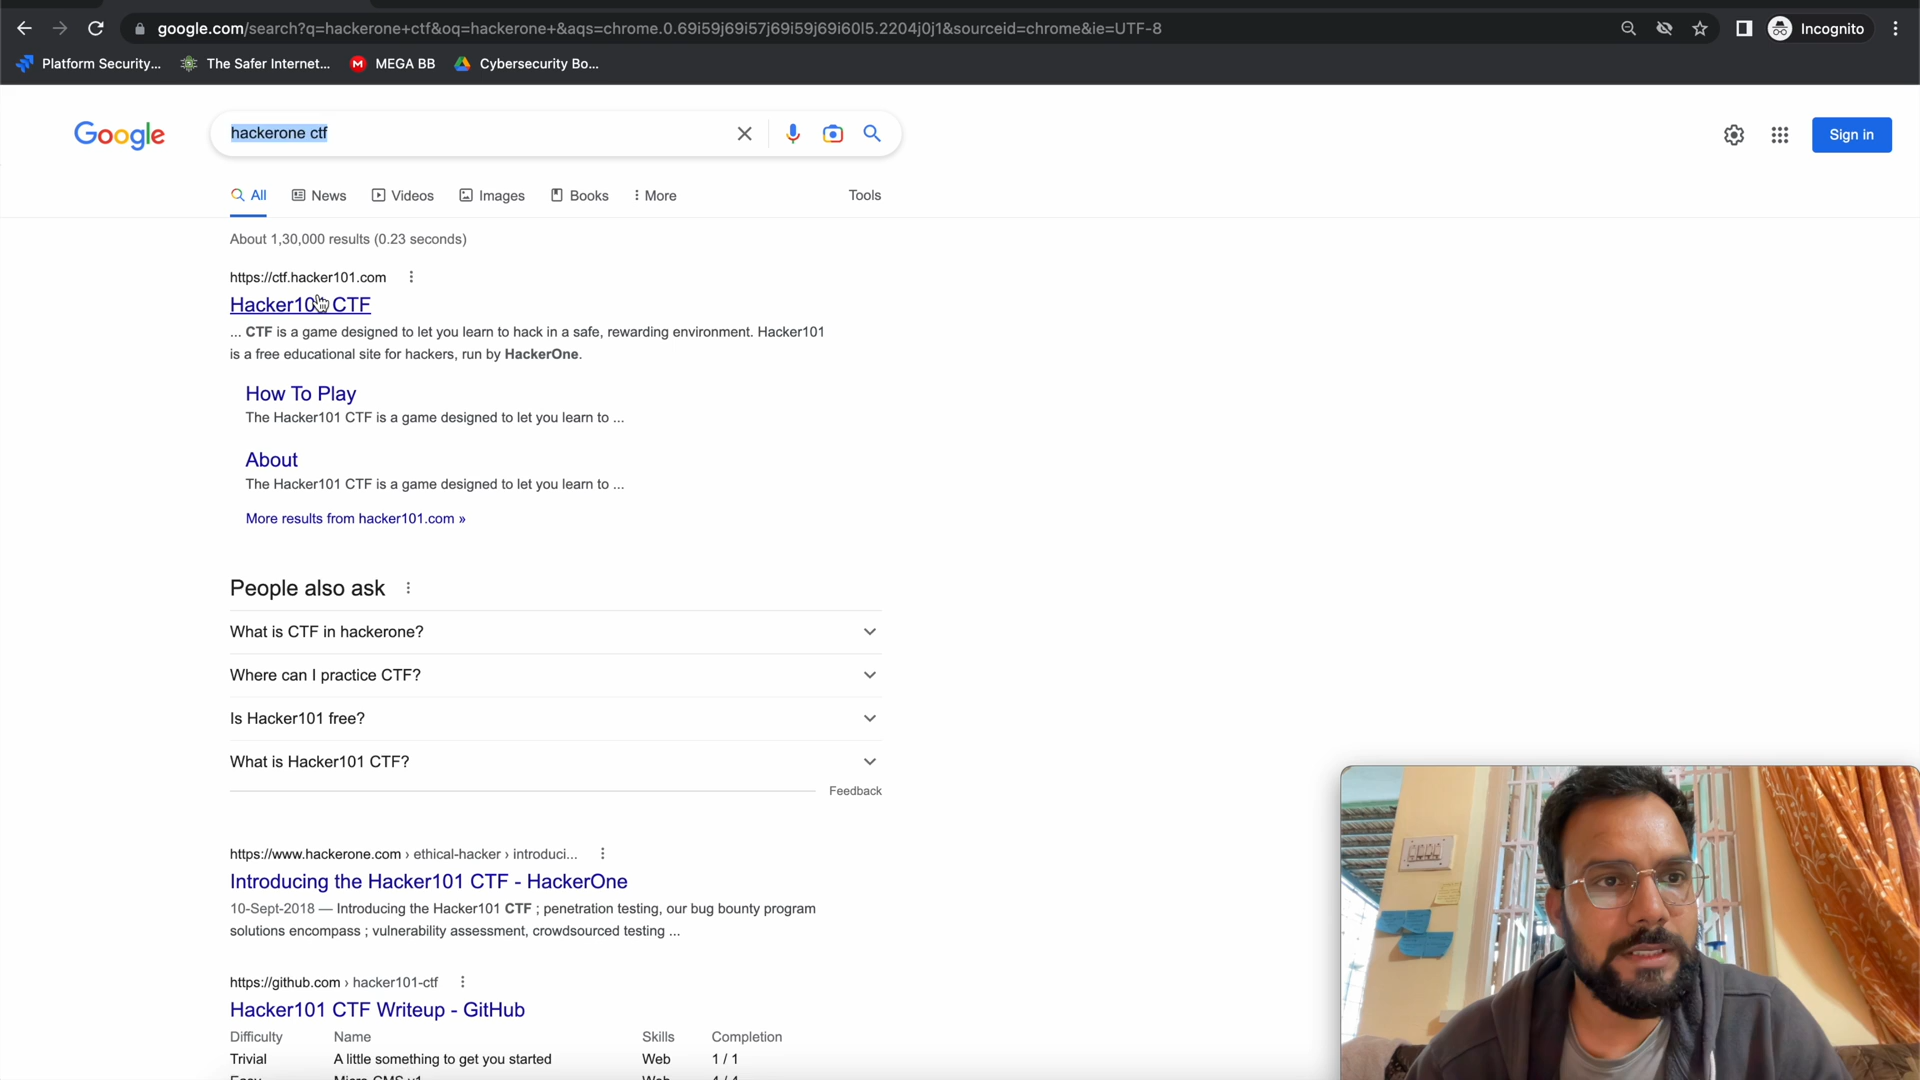 google.com/search?q=hackerone+ctf&oq=hackerone+&aqs=chrome.0.69i59j69i57j69i59j69i60l5.2204j0j1&sourceid=chrome&ie=UTF-8
Incognito
Platform Security...
The Safer Internet...
M MEGA BB
Cybersecurity Bo...
Google
hackerone ctf
Sign in
All
News
Videos
Images
Books
More
Tools
About 1,30,000 results (0.23 seconds)
https://ctf.hacker101.com
Hacker101 CTF
... CTF is a game designed to let you learn to hack in a safe, rewarding environment. Hacker101
is a free educational site for hackers, run by HackerOne.
How To Play
The Hacker101 CTF is a game designed to let you learn to ...
About
The Hacker101 CTF is a game designed to let you learn to ...
More results from hacker101.com »
People also ask
What is CTF in hackerone?
Where can I practice CTF?
Is Hacker101 free?
What is Hacker101 CTF?
Feedback
https://www.hackerone.com › ethical-hacker › introduci...
Introducing the Hacker101 CTF - HackerOne
10-Sept-2018 — Introducing the Hacker101 CTF ; penetration testing, our bug bounty program
solutions encompass ; vulnerability assessment, crowdsourced testing ...
https://github.com › hacker101-ctf
Hacker101 CTF Writeup - GitHub
Difficulty Name Skills Completion
Trivial A little something to get you started Web 1 / 1
Easy Micro-CMS v1 Web 4 / 4